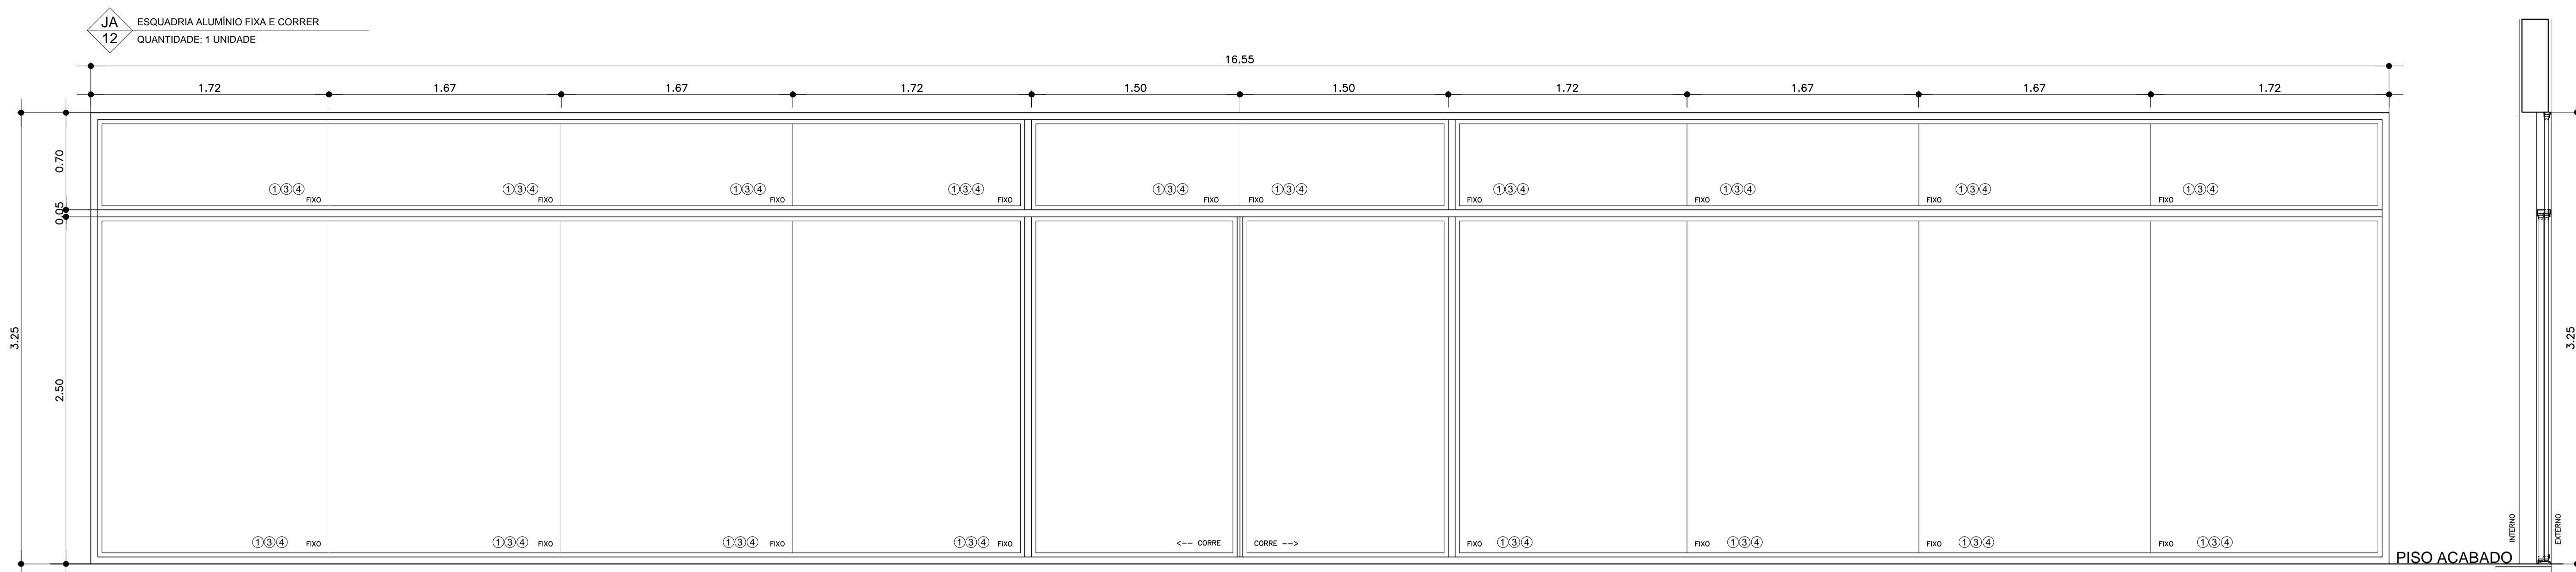 JA
12
ESQUADRIA ALUMÍNIO FIXA E CORRER
QUANTIDADE: 1 UNIDADE
16.55
1.72 1.67 1.67 1.72 1.50 1.50 1.72 1.67 1.67 1.72
0.70
0.05
2.50
3.25
①③④ ①③④ ①③④ ①③④ ①③④ ①③④ ①③④ ①③④ ①③④ ①③④
FIXO FIXO FIXO FIXO FIXO FIXO FIXO FIXO FIXO FIXO
①③④ FIXO ①③④ FIXO ①③④ FIXO ①③④ FIXO <-- CORRE CORRE --> FIXO ①③④ FIXO ①③④ FIXO ①③④ FIXO ①③④
PISO ACABADO
INTERNO
EXTERNO
3.25